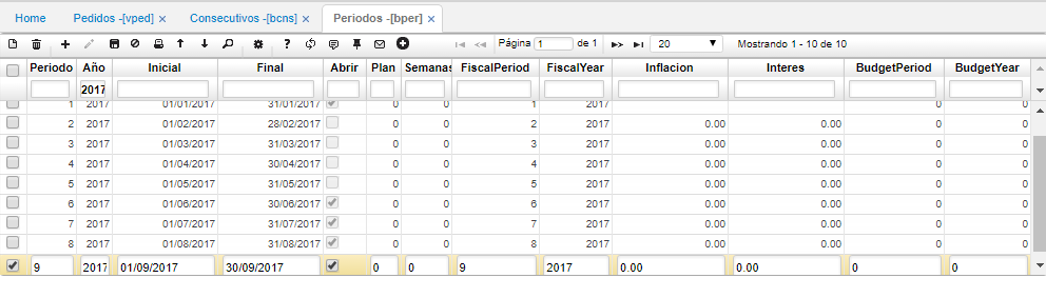 Home Pedidos -[vped] × Consecutivos -[bcns] × Periodos -[bper] ×
Página 1 de 1 20 Mostrando 1 - 10 de 10
Periodo Año Inicial Final Abrir Plan Semanas FiscalPeriod FiscalYear Inflacion Interes BudgetPeriod BudgetYear
2017
1 2017 01/01/2017 31/01/2017 0 0 1 2017 0 0
2 2017 01/02/2017 28/02/2017 0 0 2 2017 0.00 0.00 0 0
3 2017 01/03/2017 31/03/2017 0 0 3 2017 0.00 0.00 0 0
4 2017 01/04/2017 30/04/2017 0 0 4 2017 0.00 0.00 0 0
5 2017 01/05/2017 31/05/2017 0 0 5 2017 0.00 0.00 0 0
6 2017 01/06/2017 30/06/2017 0 0 6 2017 0.00 0.00 0 0
7 2017 01/07/2017 31/07/2017 0 0 7 2017 0.00 0.00 0 0
8 2017 01/08/2017 31/08/2017 0 0 8 2017 0.00 0.00 0 0
9 2017 01/09/2017 30/09/2017 0 0 9 2017 0.00 0.00 0 0